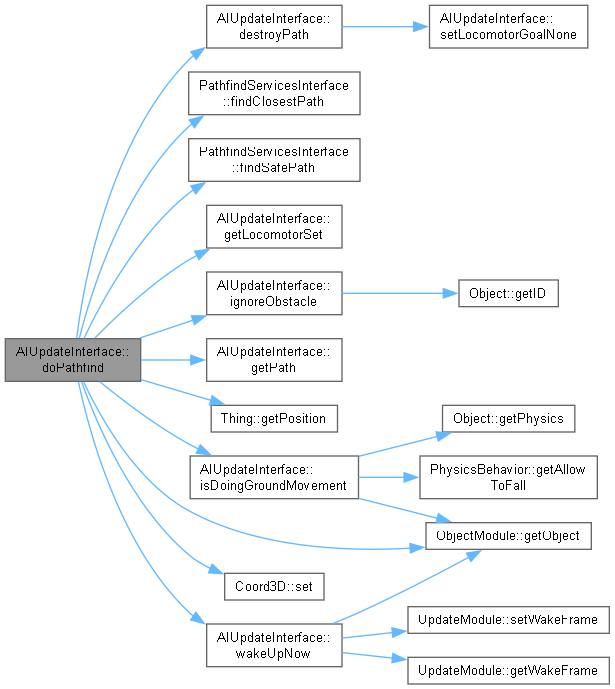 AIUpdateInterface::
destroyPath
AIUpdateInterface::
setLocomotorGoalNone
PathfindServicesInterface
::findClosestPath
PathfindServicesInterface
::findSafePath
AIUpdateInterface::
getLocomotorSet
AIUpdateInterface::
ignoreObstacle
Object::getID
AIUpdateInterface::
doPathfind
AIUpdateInterface::
getPath
Thing::getPosition
Object::getPhysics
AIUpdateInterface::
isDoingGroundMovement
PhysicsBehavior::getAllow
ToFall
ObjectModule::getObject
Coord3D::set
AIUpdateInterface::
wakeUpNow
UpdateModule::setWakeFrame
UpdateModule::getWakeFrame